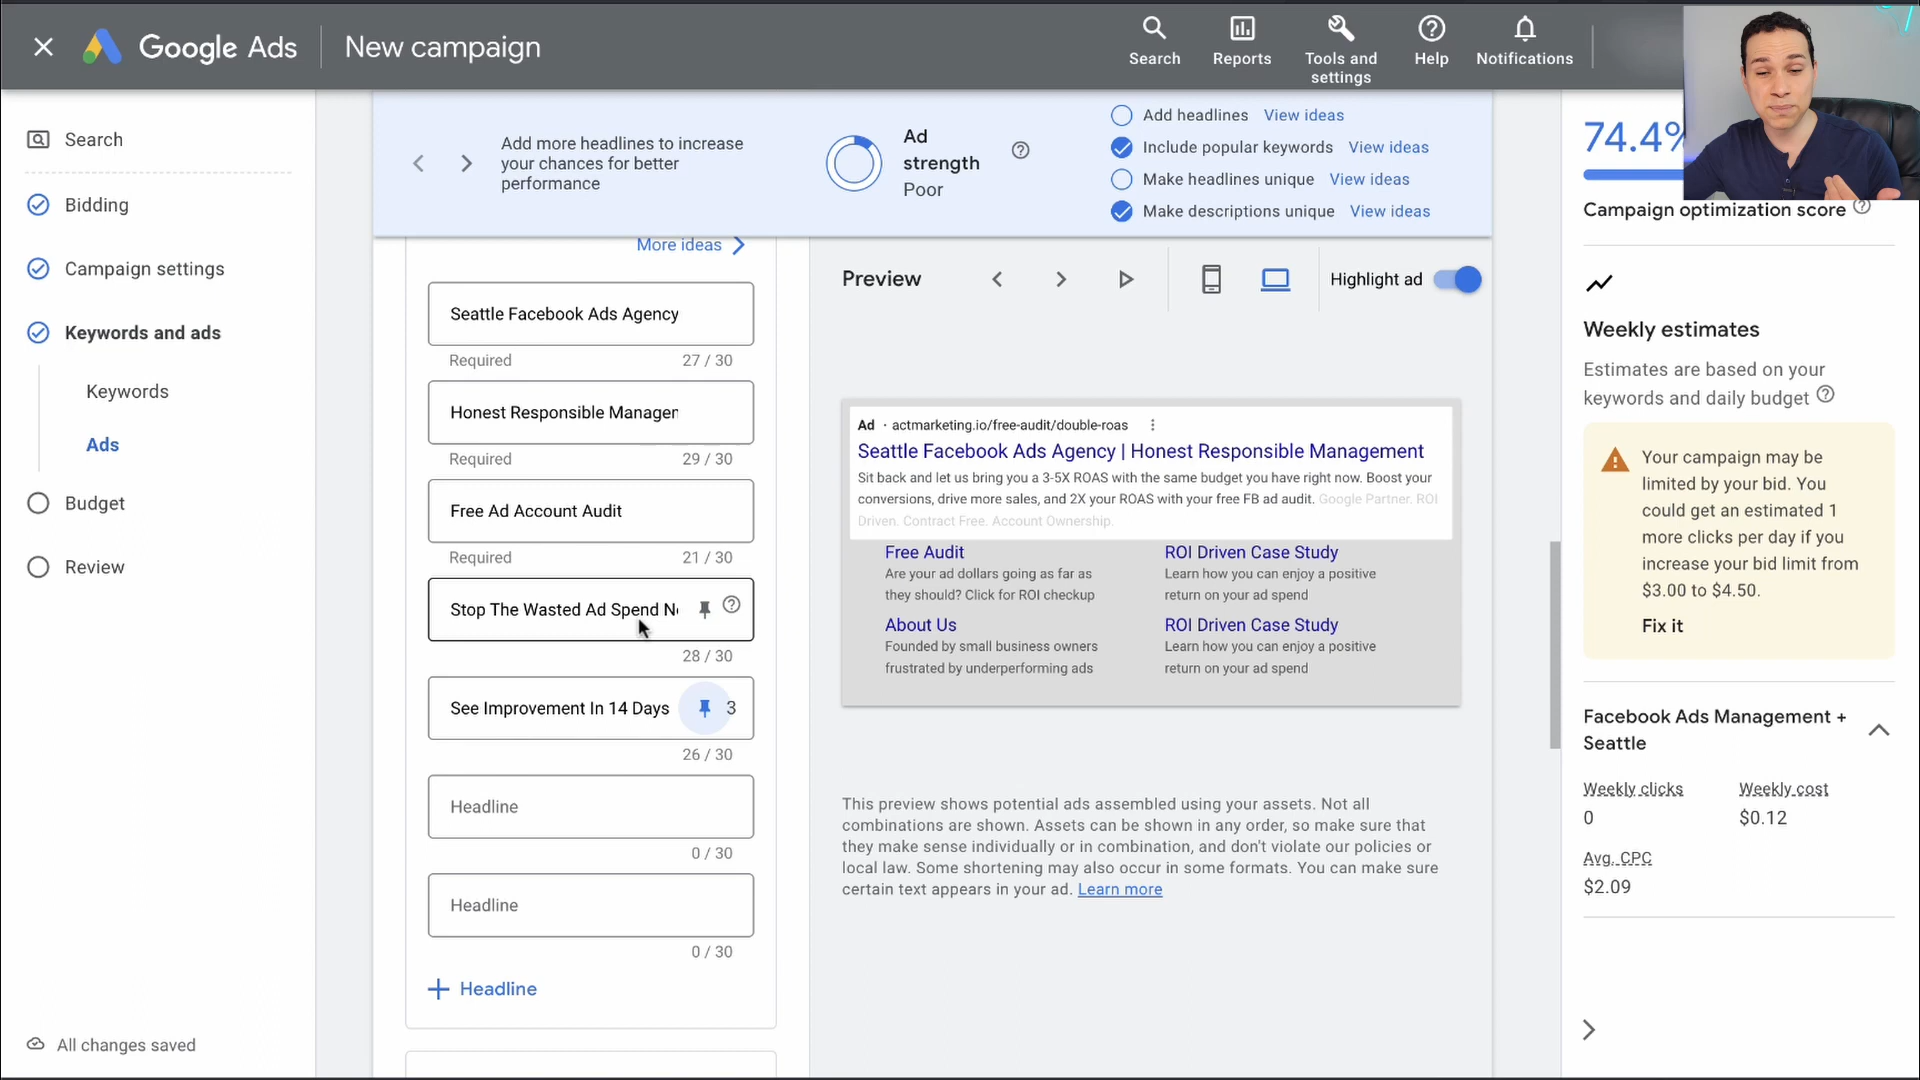 Google Ads
New campaign
Search
Reports
Tools and
settings
Help
Notifications
Search
Bidding
Campaign settings
Keywords and ads
Keywords
Ads
Budget
Review
All changes saved
Add more headlines to increase
your chances for better
performance
Ad
strength
Poor
Add headlines View ideas
Include popular keywords View ideas
Make headlines unique View ideas
Make descriptions unique View ideas
More ideas
Seattle Facebook Ads Agency
Required 27 / 30
Honest Responsible Manager
Required 29 / 30
Free Ad Account Audit
Required 21 / 30
Stop The Wasted Ad Spend
28 / 30
See Improvement In 14 Days 3
26 / 30
Headline
0 / 30
Headline
0 / 30
Headline
Preview
Highlight ad
Ad · actmarketing.io/free-audit/double-roas
Seattle Facebook Ads Agency | Honest Responsible Management
Sit back and let us bring you a 3-5X ROAS with the same budget you have right now. Boost your
conversions, drive more sales, and 2X your ROAS with your free FB ad audit. Google Partner. ROI
Driven. Contract Free. Account Ownership.
Free Audit
Are your ad dollars going as far as
they should? Click for ROI checkup
ROI Driven Case Study
Learn how you can enjoy a positive
return on your ad spend
About Us
Founded by small business owners
frustrated by underperforming ads
ROI Driven Case Study
Learn how you can enjoy a positive
return on your ad spend
This preview shows potential ads assembled using your assets. Not all
combinations are shown. Assets can be shown in any order, so make sure that
they make sense individually or in combination, and don't violate our policies or
local law. Some shortening may also occur in some formats. You can make sure
certain text appears in your ad. Learn more
74.4%
Campaign optimization score
Weekly estimates
Estimates are based on your
keywords and daily budget
Your campaign may be
limited by your bid. You
could get an estimated 1
more clicks per day if you
increase your bid limit from
$3.00 to $4.50.
Fix it
Facebook Ads Management +
Seattle
Weekly clicks
0
Weekly cost
$0.12
Avg. CPC
$2.09